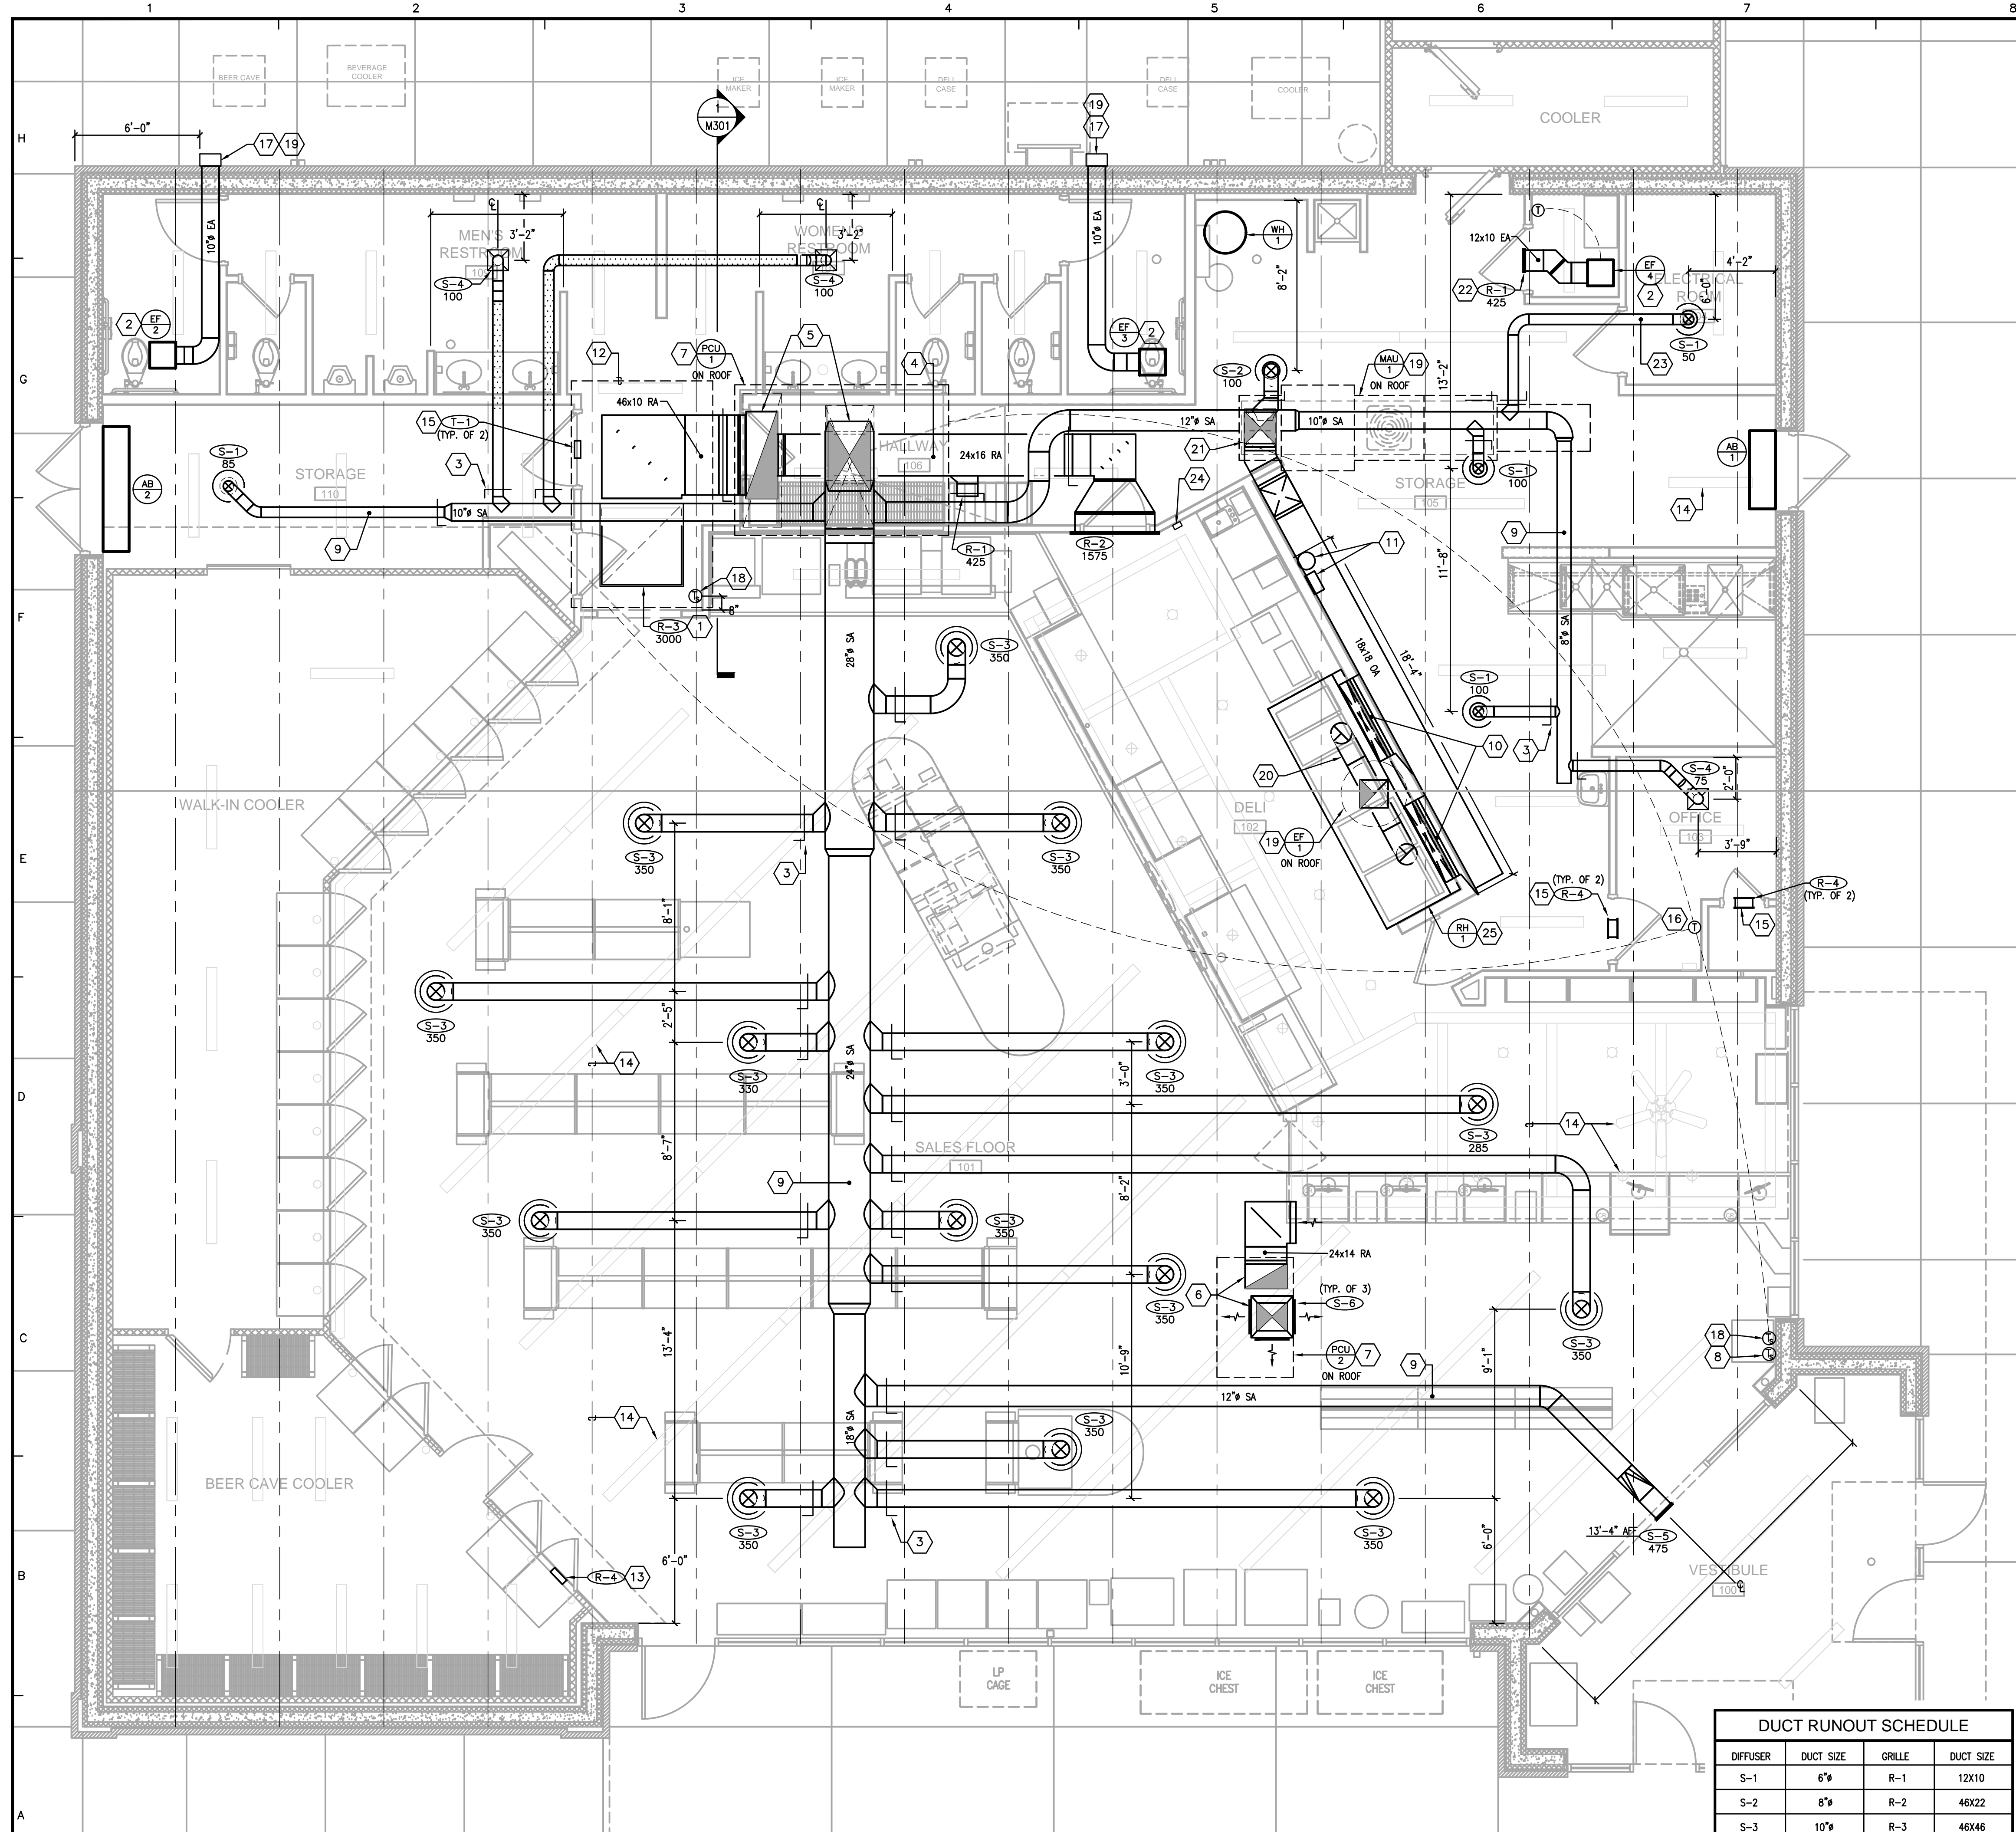 1 2 3 4 5 6 7 8
H
G
F
E
D
C
B
A
BEER CAVE
BEVERAGE
COOLER
ICE
MAKER
ICE
MAKER
DELI
CASE
DELI
CASE
COOLER
COOLER
1
M301
19
17
6'-0"
17 19
10"ø EA
MEN'S
RESTROOM
3'-2"
℄
S-4
100
WOMEN'S
RESTROOM
3'-2"
℄
S-4
100
10"ø EA
WH
1
8'-2"
T
12x10 EA
EF
4
2
22 R-1
425
4'-2"
ELECTRICAL
ROOM
6'-0"
S-1
50
23
2 EF
2
EF
3
2
5
4
12
7 PCU
1
ON ROOF
46x10 RA
15 T-1
(TYP. OF 2)
3
S-2
100
MAU
1
19
ON ROOF
13'-2"
12"ø SA
10"ø SA
21
S-1
100
STORAGE
105
AB
1
14
S-1
85
STORAGE
110
AB
2
9
10"ø SA
HALLWAY
106
24x16 RA
24
R-1
425
R-2
1575
11
11'-8"
9
18
T S
8"
R-3
3000
1
28"ø SA
S-3
350
18x18 OA
18'-4"
8"ø SA
S-1
100
3
10
20
S-4
75
2'-0"
OFFICE
103
3'-9"
WALK-IN COOLER
S-3
350
3
S-3
350
DELI
102
19 EF
1
ON ROOF
(TYP. OF 2)
15 R-4
16
T
R-4
(TYP. OF 2)
15
RH
1
25
8'-1"
S-3
350
2'-5"
S-3
330
14
24"ø SA
S-3
350
3'-0"
S-3
285
14
8'-7"
SALES FLOOR
101
9
8'-2"
S-3
350
S-3
350
24x14 RA
6
(TYP. OF 3)
S-6
S-3
350
S-3
350
PCU
2
7
ON ROOF
18
T S
8
T S
13'-4"
10'-9"
9'-1"
9
12"ø SA
14
18"ø SA
S-3
350
BEER CAVE COOLER
S-3
350
3
S-3
350
13'-4" AFF S-5
475
R-4 13
6'-0"
6'-0"
VESTIBULE
100
℄
LP
CAGE
ICE
CHEST
ICE
CHEST
DUCT RUNOUT SCHEDULE
DIFFUSER DUCT SIZE GRILLE DUCT SIZE
S-1 6"ø R-1 12X10
S-2 8"ø R-2 46X22
S-3 10"ø R-3 46X46